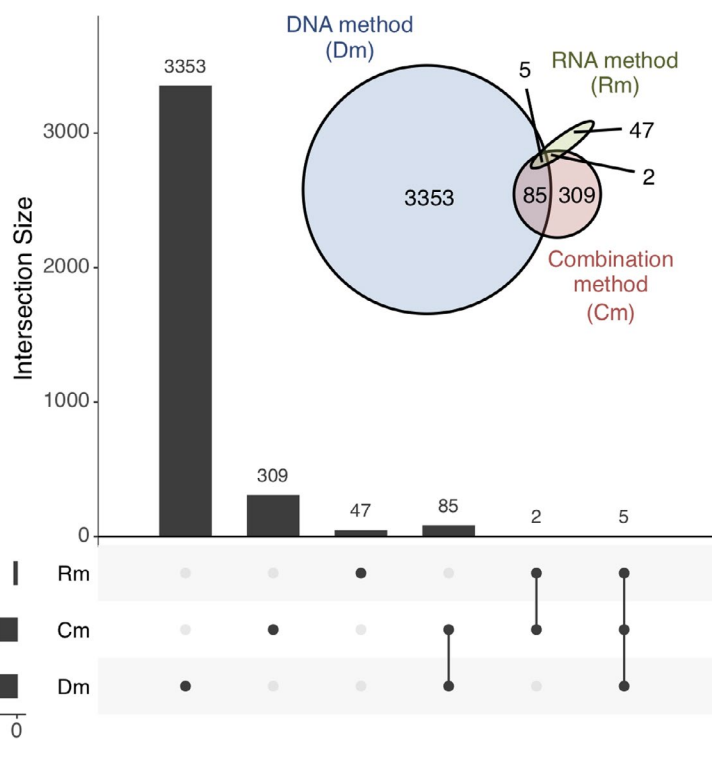 DNA method
(Dm)
RNA method
(Rm)
5
47
2
3353
85
309
Combination
method
(Cm)
Intersection Size
3000
2000
1000
0
3353
309
47
85
2
5
Rm
Cm
Dm
0